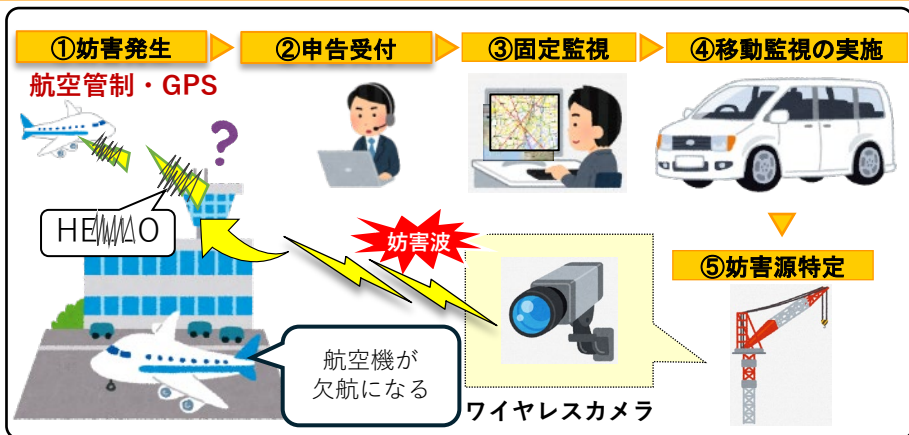 ①妨害発生
②申告受付
③固定監視
④移動監視の実施
航空管制・GPS
?
HE O
妨害波
⑤妨害源特定
航空機が
欠航になる
ワイヤレスカメラ